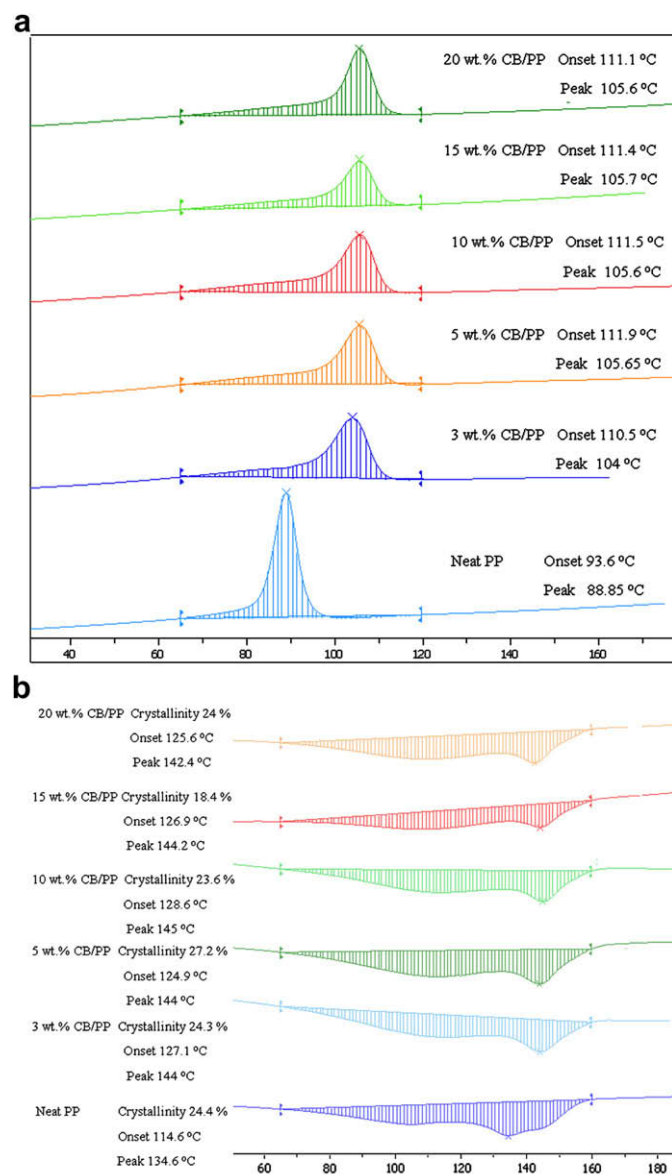 a
20 wt.% CB/PP Onset 111.1 ºC
Peak 105.6 ºC
15 wt.% CB/PP Onset 111.4 ºC
Peak 105.7 ºC
10 wt.% CB/PP Onset 111.5 ºC
Peak 105.6 ºC
5 wt.% CB/PP Onset 111.9 ºC
Peak 105.65 ºC
3 wt.% CB/PP Onset 110.5 ºC
Peak 104 ºC
Neat PP Onset 93.6 ºC
Peak 88.85 ºC
40 60 80 100 120 140 160
b
20 wt.% CB/PP Crystallinity 24 %
Onset 125.6 ºC
Peak 142.4 ºC
15 wt.% CB/PP Crystallinity 18.4 %
Onset 126.9 ºC
Peak 144.2 ºC
10 wt.% CB/PP Crystallinity 23.6 %
Onset 128.6 ºC
Peak 145 ºC
5 wt.% CB/PP Crystallinity 27.2 %
Onset 124.9 ºC
Peak 144 ºC
3 wt.% CB/PP Crystallinity 24.3 %
Onset 127.1 ºC
Peak 144 ºC
Neat PP Crystallinity 24.4 %
Onset 114.6 ºC
Peak 134.6 ºC
60 80 100 120 140 160 180